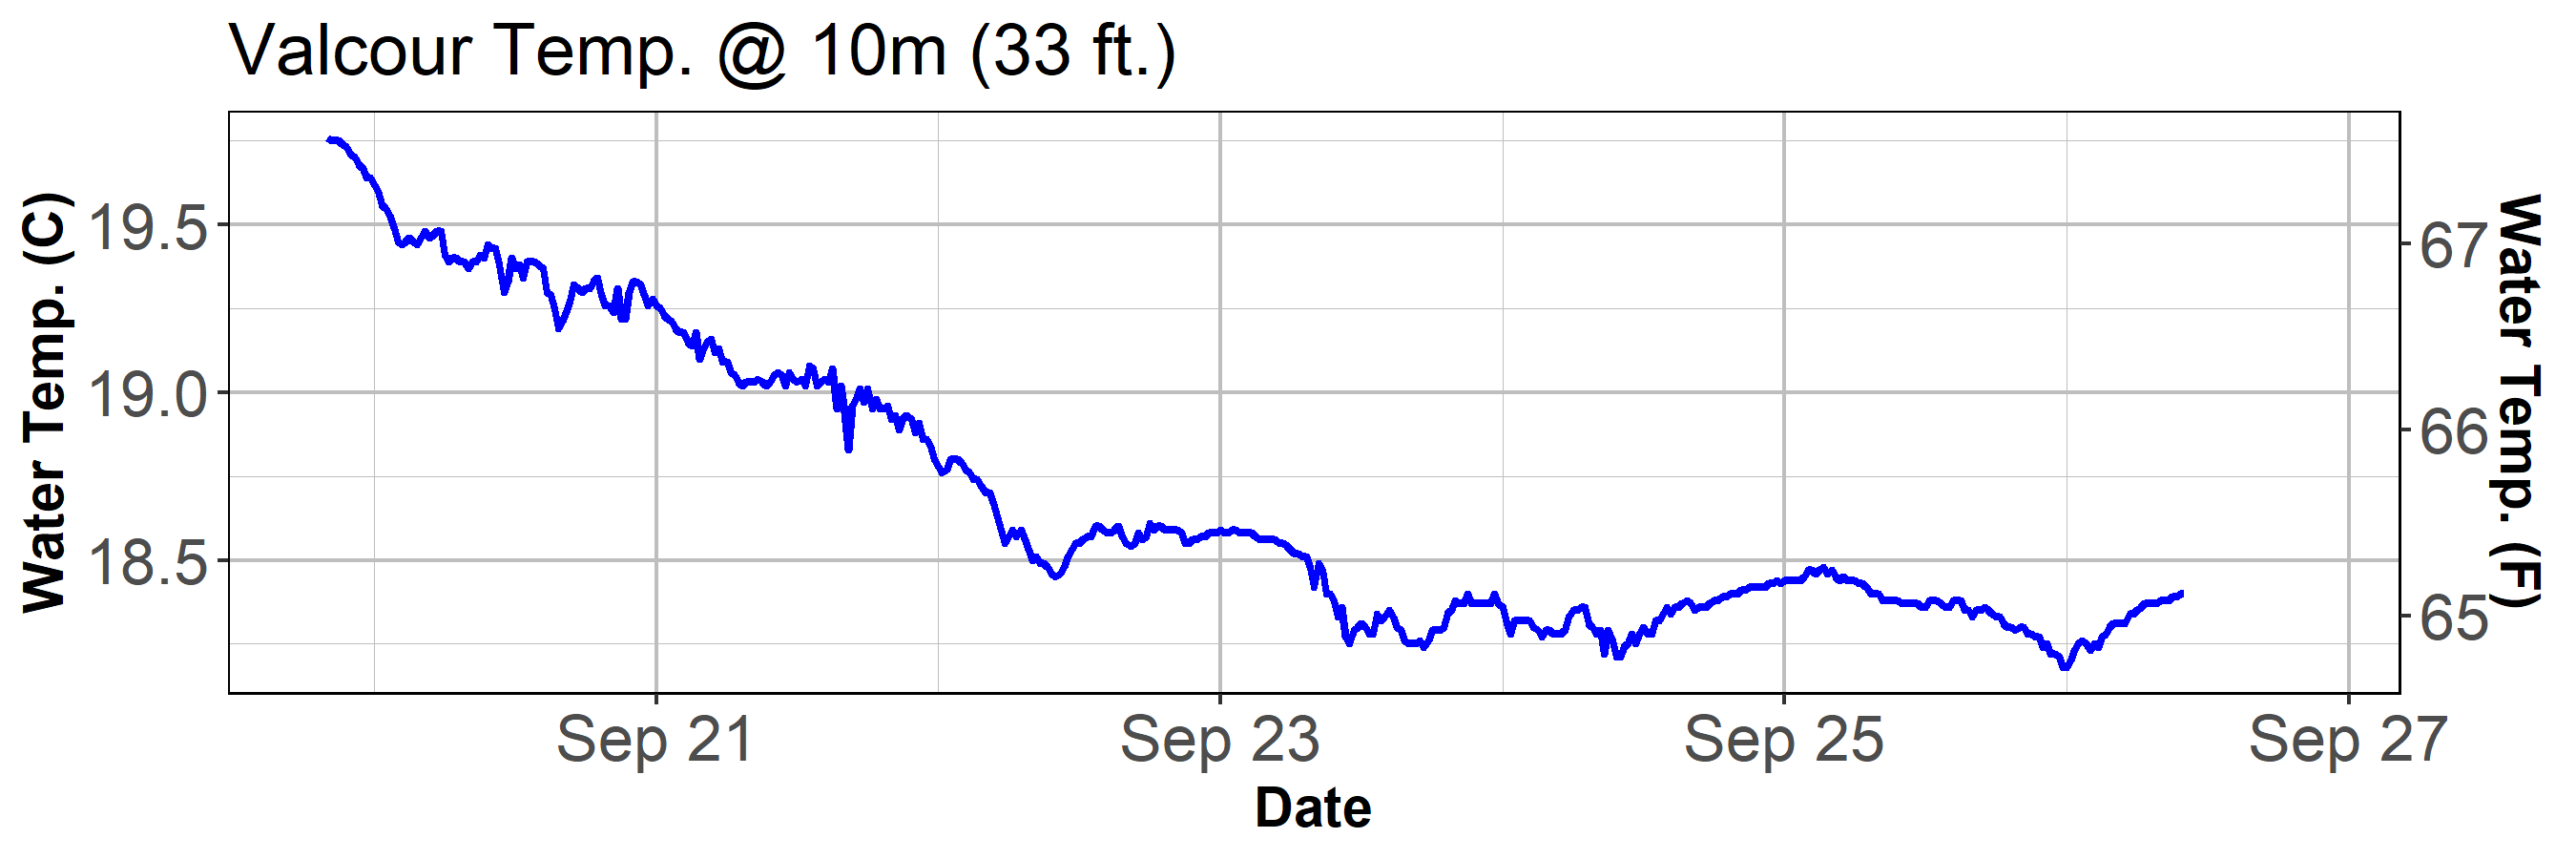 Valcour Temp. @ 10m (33 ft.)
Water Temp. (C)
19.5
19.0
18.5
67
66
65
Water Temp. (F)
Sep 21
Sep 23
Sep 25
Sep 27
Date